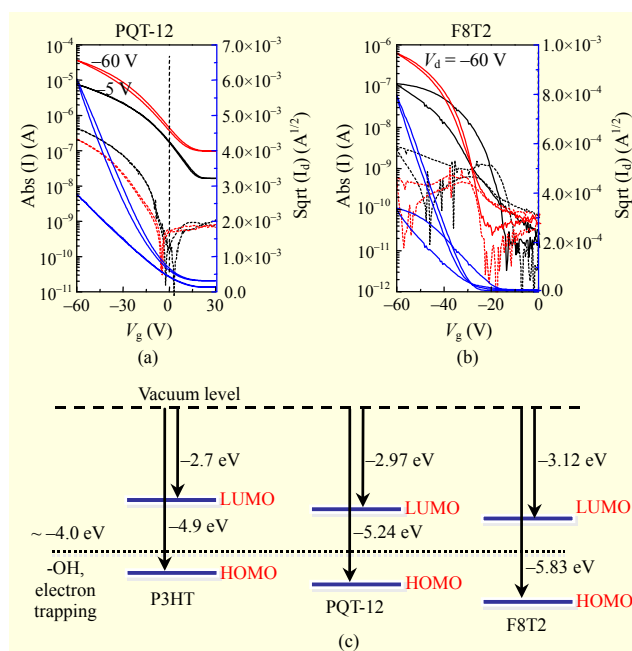 PQT-12
F8T2
10⁻⁴
10⁻⁵
10⁻⁶
10⁻⁷
10⁻⁸
10⁻⁹
10⁻¹⁰
10⁻¹¹
Abs (I) (A)
–60 V
–5 V
7.0×10⁻³
6.0×10⁻³
5.0×10⁻³
4.0×10⁻³
3.0×10⁻³
2.0×10⁻³
1.0×10⁻³
0.0
Sqrt (I_d) (A^1/2)
–60
–30
0
30
V_g (V)
(a)
10⁻⁶
10⁻⁷
10⁻⁸
10⁻⁹
10⁻¹⁰
10⁻¹¹
10⁻¹²
Abs (I) (A)
V_d = –60 V
1.0×10⁻³
8.0×10⁻⁴
6.0×10⁻⁴
4.0×10⁻⁴
2.0×10⁻⁴
0.0
Sqrt (I_d) (A^1/2)
–60
–40
–20
0
V_g (V)
(b)
Vacuum level
–2.7 eV
–2.97 eV
–3.12 eV
LUMO
LUMO
LUMO
~ –4.0 eV
–4.9 eV
–5.24 eV
–5.83 eV
-OH,
electron
trapping
HOMO
HOMO
HOMO
P3HT
PQT-12
F8T2
(c)